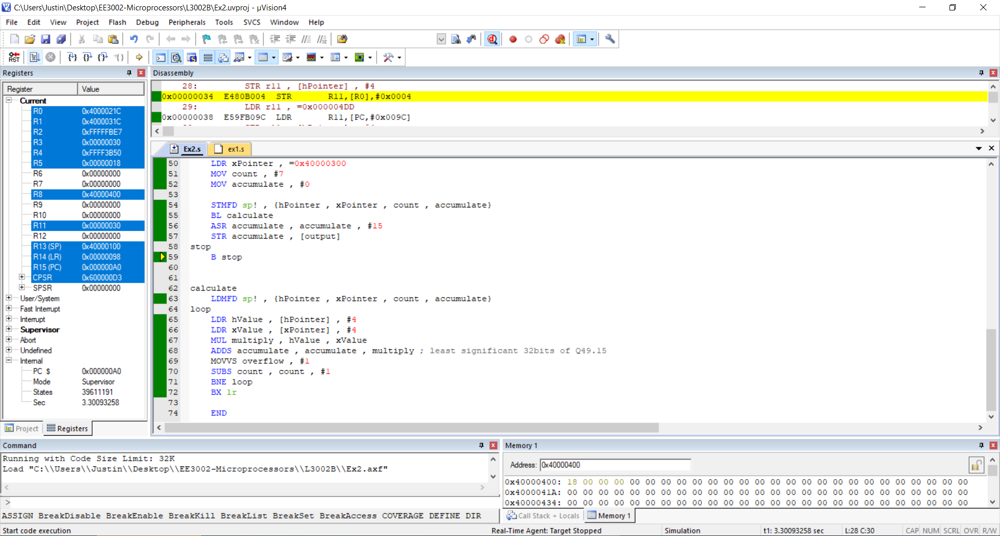 C:\Users\Justin\Desktop\EE3002-Microprocessors\L3002B\Ex2.uvproj - µVision4
File Edit View Project Flash Debug Peripherals Tools SVCS Window Help
RST
Registers
Register Value
Current
R0 0x4000021C
R1 0x4000031C
R2 0xFFFFFBE7
R3 0x00000030
R4 0xFFFF3B50
R5 0x00000018
R6 0x00000000
R7 0x00000000
R8 0x40000400
R9 0x00000000
R10 0x00000000
R11 0x00000030
R12 0x00000000
R13 (SP) 0x40000100
R14 (LR) 0x00000098
R15 (PC) 0x000000A0
CPSR 0x600000D3
SPSR 0x00000000
User/System
Fast Interrupt
Interrupt
Supervisor
Abort
Undefined
Internal
PC $ 0x000000A0
Mode Supervisor
States 39611191
Sec 3.30093258
Project Registers
Disassembly
28: STR r11 , [hPointer] , #4
0x00000034 E480B004 STR R11,[R0],#0x0004
29: LDR r11 , =0x000004DD
0x00000038 E59FB09C LDR R11,[PC,#0x009C]
Ex2.s ex1.s
50 LDR xPointer , =0x40000300
51 MOV count , #7
52 MOV accumulate , #0
53
54 STMFD sp! , {hPointer , xPointer , count , accumulate}
55 BL calculate
56 ASR accumulate , accumulate , #15
57 STR accumulate , [output]
58 stop
59 B stop
60
61
62 calculate
63 LDMFD sp! , {hPointer , xPointer , count , accumulate}
64 loop
65 LDR hValue , [hPointer] , #4
66 LDR xValue , [xPointer] , #4
67 MUL multiply , hValue , xValue
68 ADDS accumulate , accumulate , multiply ; least significant 32bits of Q49.15
69 MOVVS overflow , #1
70 SUBS count , count , #1
71 BNE loop
72 BX lr
73
74 END
Command
Running with Code Size Limit: 32K
Load "C:\\Users\\Justin\\Desktop\\EE3002-Microprocessors\\L3002B\\Ex2.axf"
>
ASSIGN BreakDisable BreakEnable BreakKill BreakList BreakSet BreakAccess COVERAGE DEFINE DIR
Memory 1
Address: 0x40000400
0x40000400: 18 00 00 00 00 00 00 00 00 00 00 00 00 00 00 00 00 00 00 00 00 00 00 00 00 00
0x4000041A: 00 00 00 00 00 00 00 00 00 00 00 00 00 00 00 00 00 00 00 00 00 00 00 00 00 00
0x40000434: 00 00 00 00 00 00 00 00 00 00 00 00 00 00 00 00 00 00 00 00 00 00 00 00 00 00
Call Stack + Locals Memory 1
Start code execution Real-Time Agent: Target Stopped Simulation t1: 3.30093258 sec L:28 C:30 CAP NUM SCRL OVR R/W